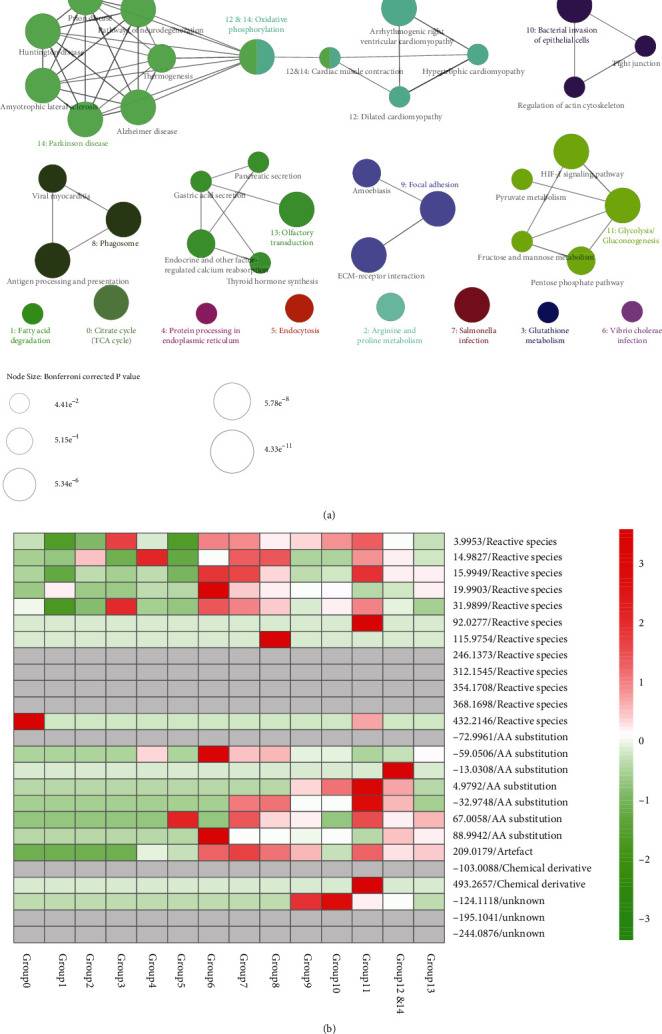 Prion disease
Pathways of neurodegeneration
12 & 14: Oxidative
phosphorylation
Huntington disease
Thermogenesis
Amyotrophic lateral sclerosis
Alzheimer disease
14: Parkinson disease
Arrhythmogenic right
ventricular cardiomyopathy
12&14: Cardiac muscle contraction
Hypertrophic cardiomyopathy
12: Dilated cardiomyopathy
10: Bacterial invasion
of epithelial cells
Tight junction
Regulation of actin cytoskeleton
Viral myocarditis
8: Phagosome
Antigen processing and presentation
Pancreatic secretion
Gastric acid secretion
13: Olfactory
transduction
Endocrine and other factor-
regulated calcium reabsorption
Thyroid hormone synthesis
Amoebiasis
9: Focal adhesion
ECM-receptor interaction
HIF-1 signaling pathway
Pyruvate metabolism
11: Glycolysis/
Gluconeogenesis
Fructose and mannose metabolism
Pentose phosphate pathway
1: Fatty acid
degradation
0: Citrate cycle
(TCA cycle)
4: Protein processing in
endoplasmic reticulum
5: Endocytosis
2: Arginine and
proline metabolism
7: Salmonella
infection
3: Glutathione
metabolism
6: Vibrio cholerae
infection
Node Size: Bonferroni corrected P value
4.41e−2
5.15e−4
5.34e−6
5.78e−8
4.33e−11
(a)
3.9953/Reactive species
14.9827/Reactive species
15.9949/Reactive species
19.9903/Reactive species
31.9899/Reactive species
92.0277/Reactive species
115.9754/Reactive species
246.1373/Reactive species
312.1545/Reactive species
354.1708/Reactive species
368.1698/Reactive species
432.2146/Reactive species
−72.9961/AA substitution
−59.0506/AA substitution
−13.0308/AA substitution
4.9792/AA substitution
−32.9748/AA substitution
67.0058/AA substitution
88.9942/AA substitution
209.0179/Artefact
−103.0088/Chemical derivative
493.2657/Chemical derivative
−124.1118/unknown
−195.1041/unknown
−244.0876/unknown
3
2
1
0
−1
−2
−3
Group0
Group1
Group2
Group3
Group4
Group5
Group6
Group7
Group8
Group9
Group10
Group11
Group12 &14
Group13
(b)